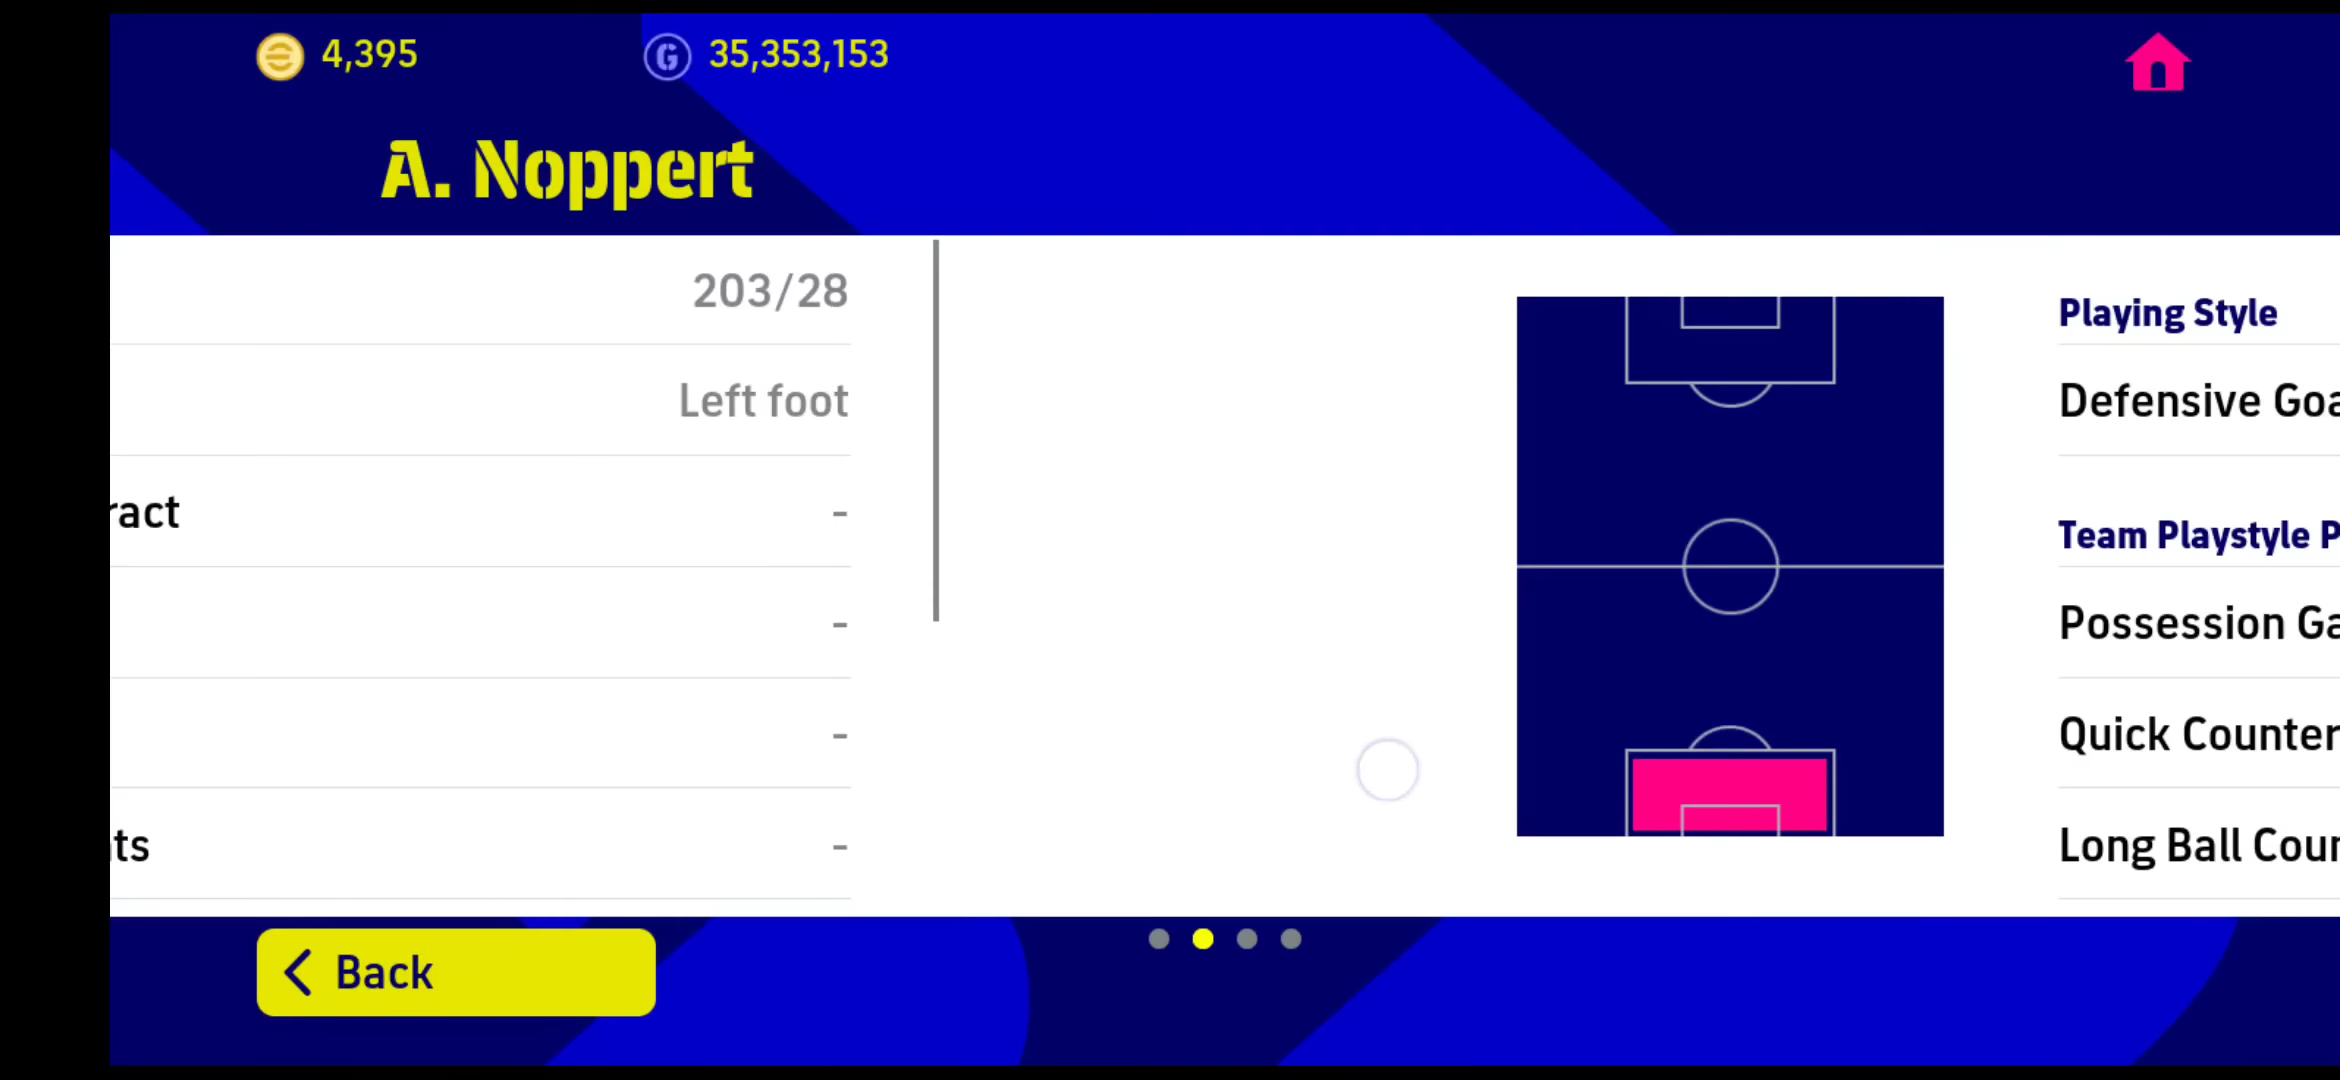 4,395
35,353,153
A. Noppert
203/28
Left foot
ract -
-
-
ts -
Playing Style
Defensive Goa
Team Playstyle P
Possession Ga
Quick Counter
Long Ball Cour
Back